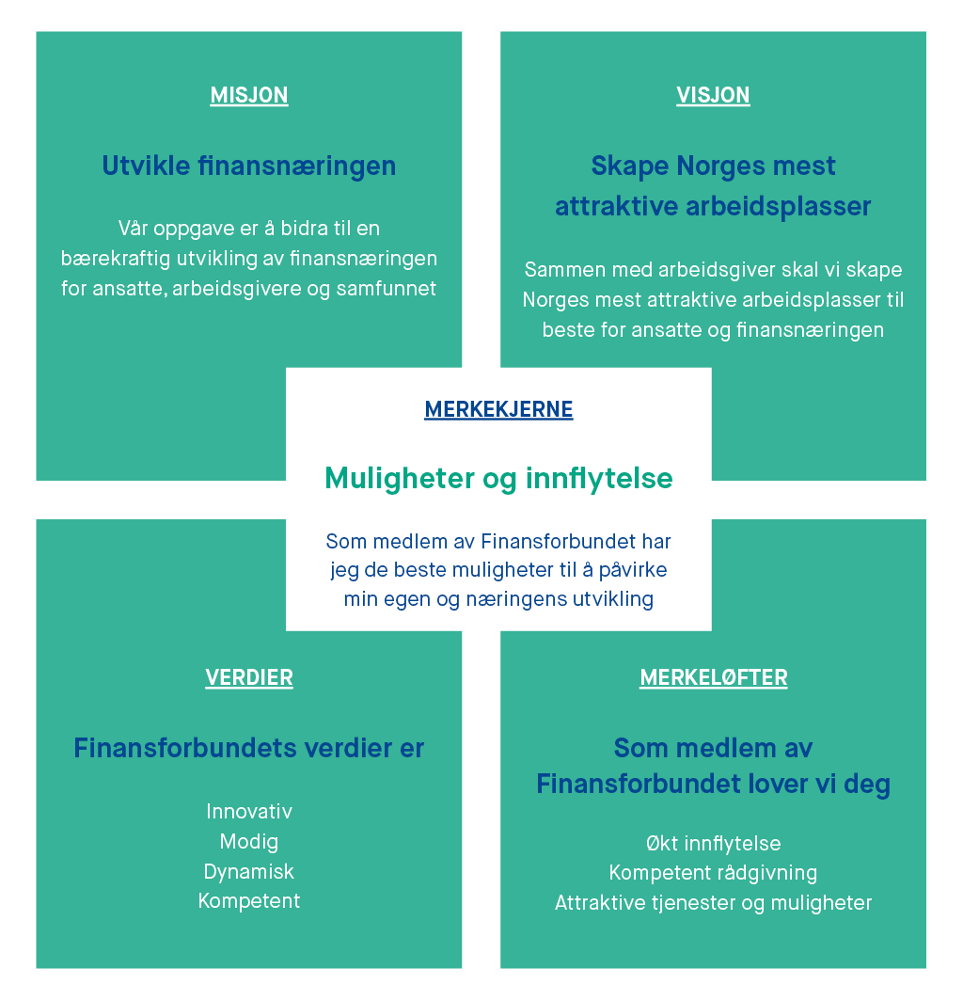 MISJON
Utvikle finansnæringen
Vår oppgave er å bidra til en
bærekraftig utvikling av finansnæringen
for ansatte, arbeidsgivere og samfunnet
VISJON
Skape Norges mest
attraktive arbeidsplasser
Sammen med arbeidsgiver skal vi skape
Norges mest attraktive arbeidsplasser til
beste for ansatte og finansnæringen
MERKEKJERNE
Muligheter og innflytelse
Som medlem av Finansforbundet har
jeg de beste muligheter til å påvirke
min egen og næringens utvikling
VERDIER
Finansforbundets verdier er
Innovativ
Modig
Dynamisk
Kompetent
MERKELØFTER
Som medlem av
Finansforbundet lover vi deg
Økt innflytelse
Kompetent rådgivning
Attraktive tjenester og muligheter